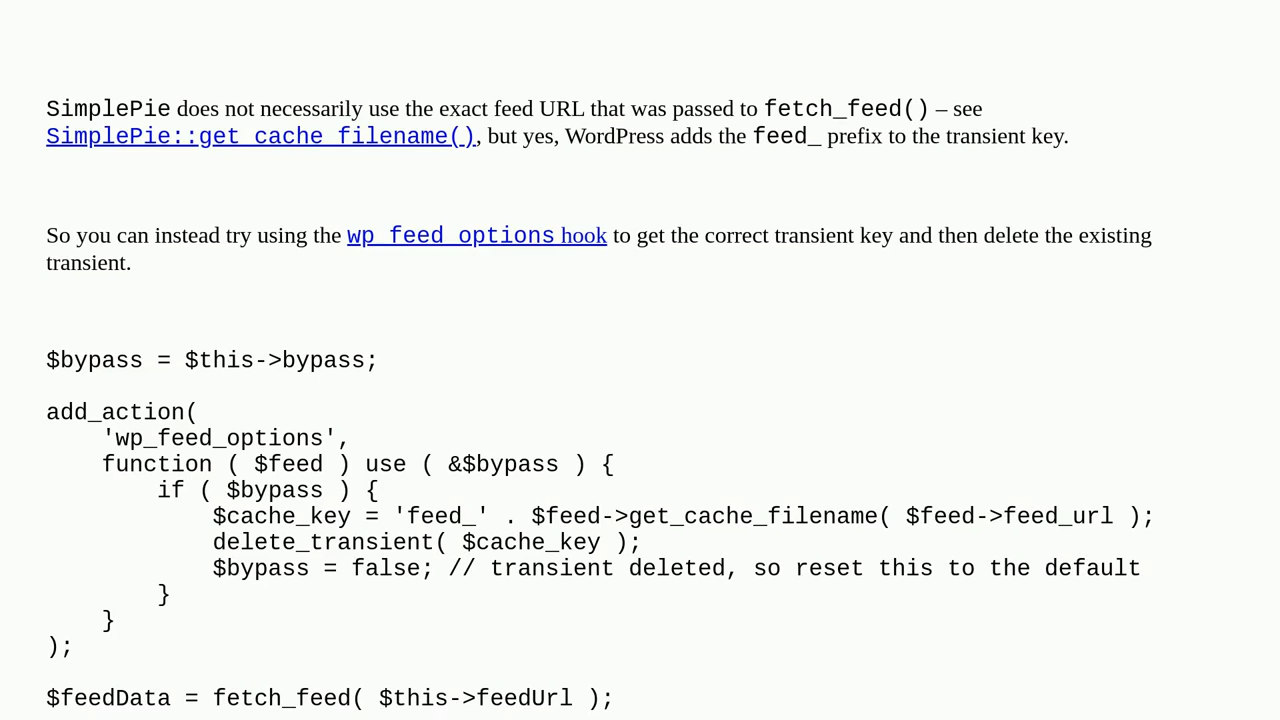 SimplePie does not necessarily use the exact feed URL that was passed to fetch_feed() – see
SimplePie::get_cache_filename(), but yes, WordPress adds the feed_ prefix to the transient key.
So you can instead try using the wp_feed_options hook to get the correct transient key and then delete the existing
transient.
$bypass = $this->bypass;
add_action(
    'wp_feed_options',
    function ( $feed ) use ( &$bypass ) {
        if ( $bypass ) {
            $cache_key = 'feed_' . $feed->get_cache_filename( $feed->feed_url );
            delete_transient( $cache_key );
            $bypass = false; // transient deleted, so reset this to the default
        }
    }
);
$feedData = fetch_feed( $this->feedUrl );